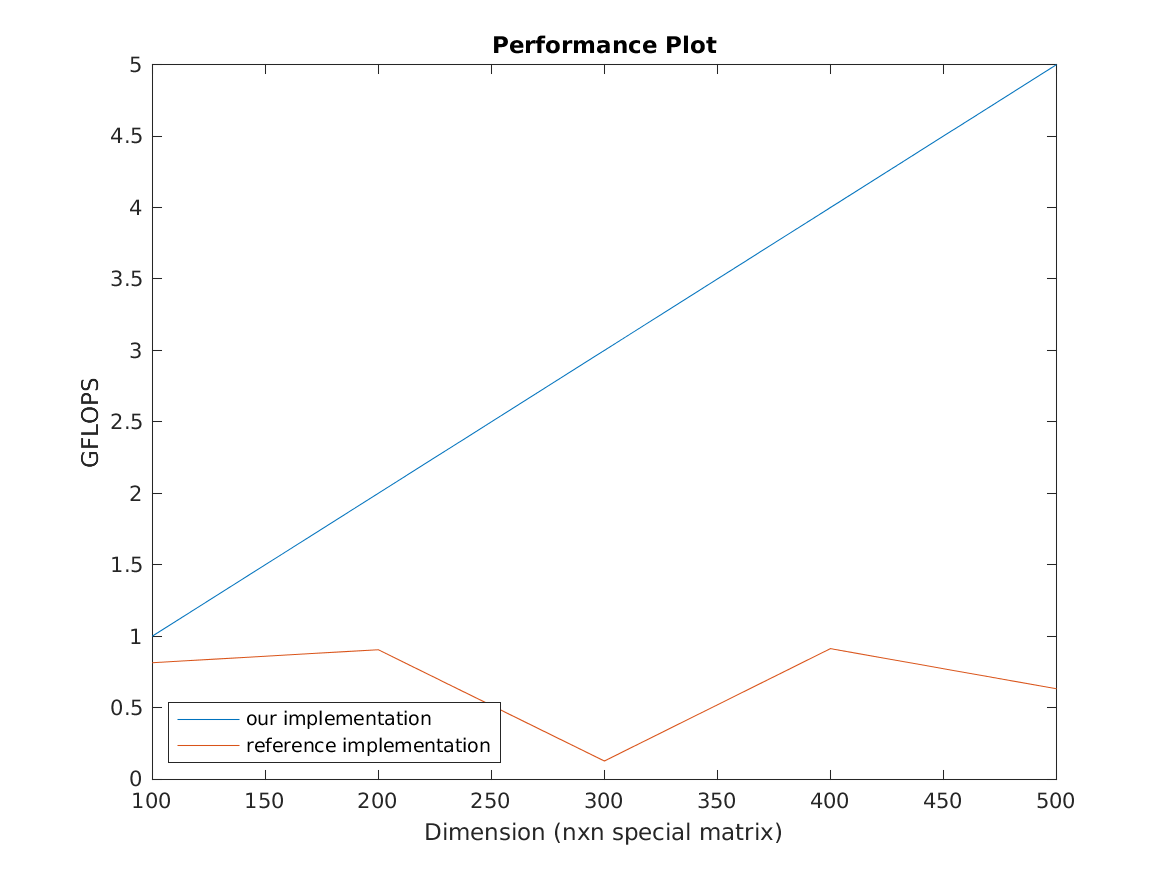 Performance Plot
5
4.5
4
3.5
3
2.5
2
1.5
1
0.5
0
GFLOPS
our implementation
reference implementation
100 150 200 250 300 350 400 450 500
Dimension (nxn special matrix)